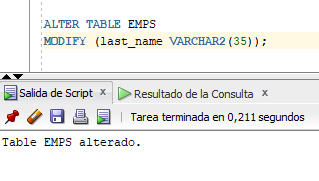 ALTER TABLE EMPS
MODIFY (last_name VARCHAR2(35));
Salida de Script x
Resultado de la Consulta x
Tarea terminada en 0,211 segundos
Table EMPS alterado.